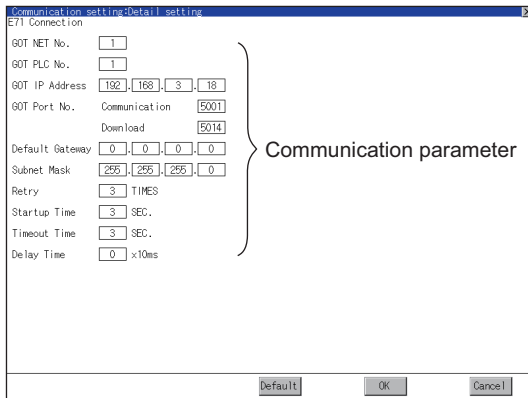 Communication setting:Detail setting
E71 Connection
GOT NET No. 1
GOT PLC No. 1
GOT IP Address 192 . 168 . 3 . 18
GOT Port No. Communication 5001
Download 5014
Default Gateway 0 . 0 . 0 . 0
Subnet Mask 255 . 255 . 255 . 0
Retry 3 TIMES
Startup Time 3 SEC.
Timeout Time 3 SEC.
Delay Time 0 x10ms
Communication parameter
Default OK Cancel